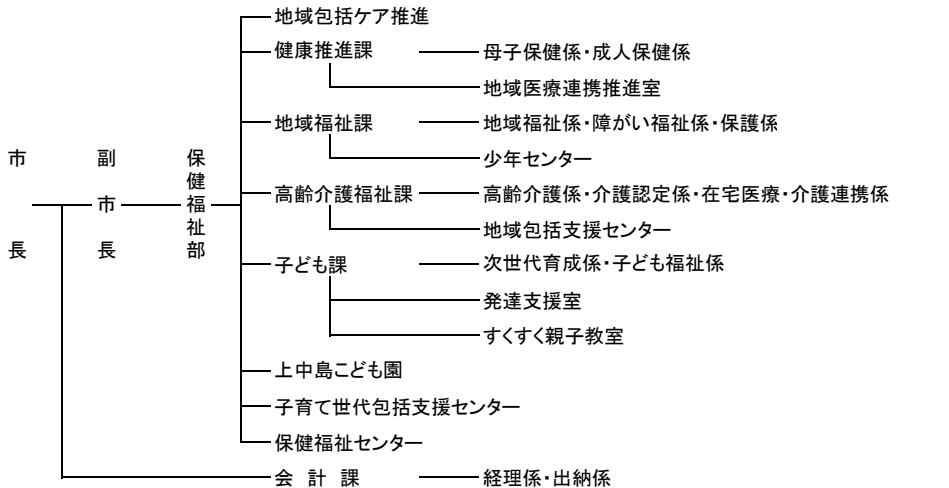 市長
副市長
保健福祉部
地域包括ケア推進
健康推進課 母子保健係・成人保健係
地域医療連携推進室
地域福祉課 地域福祉係・障がい福祉係・保護係
少年センター
高齢介護福祉課 高齢介護係・介護認定係・在宅医療・介護連携係
地域包括支援センター
子ども課 次世代育成係・子ども福祉係
発達支援室
すくすく親子教室
上中島こども園
子育て世代包括支援センター
保健福祉センター
会計課 経理係・出納係